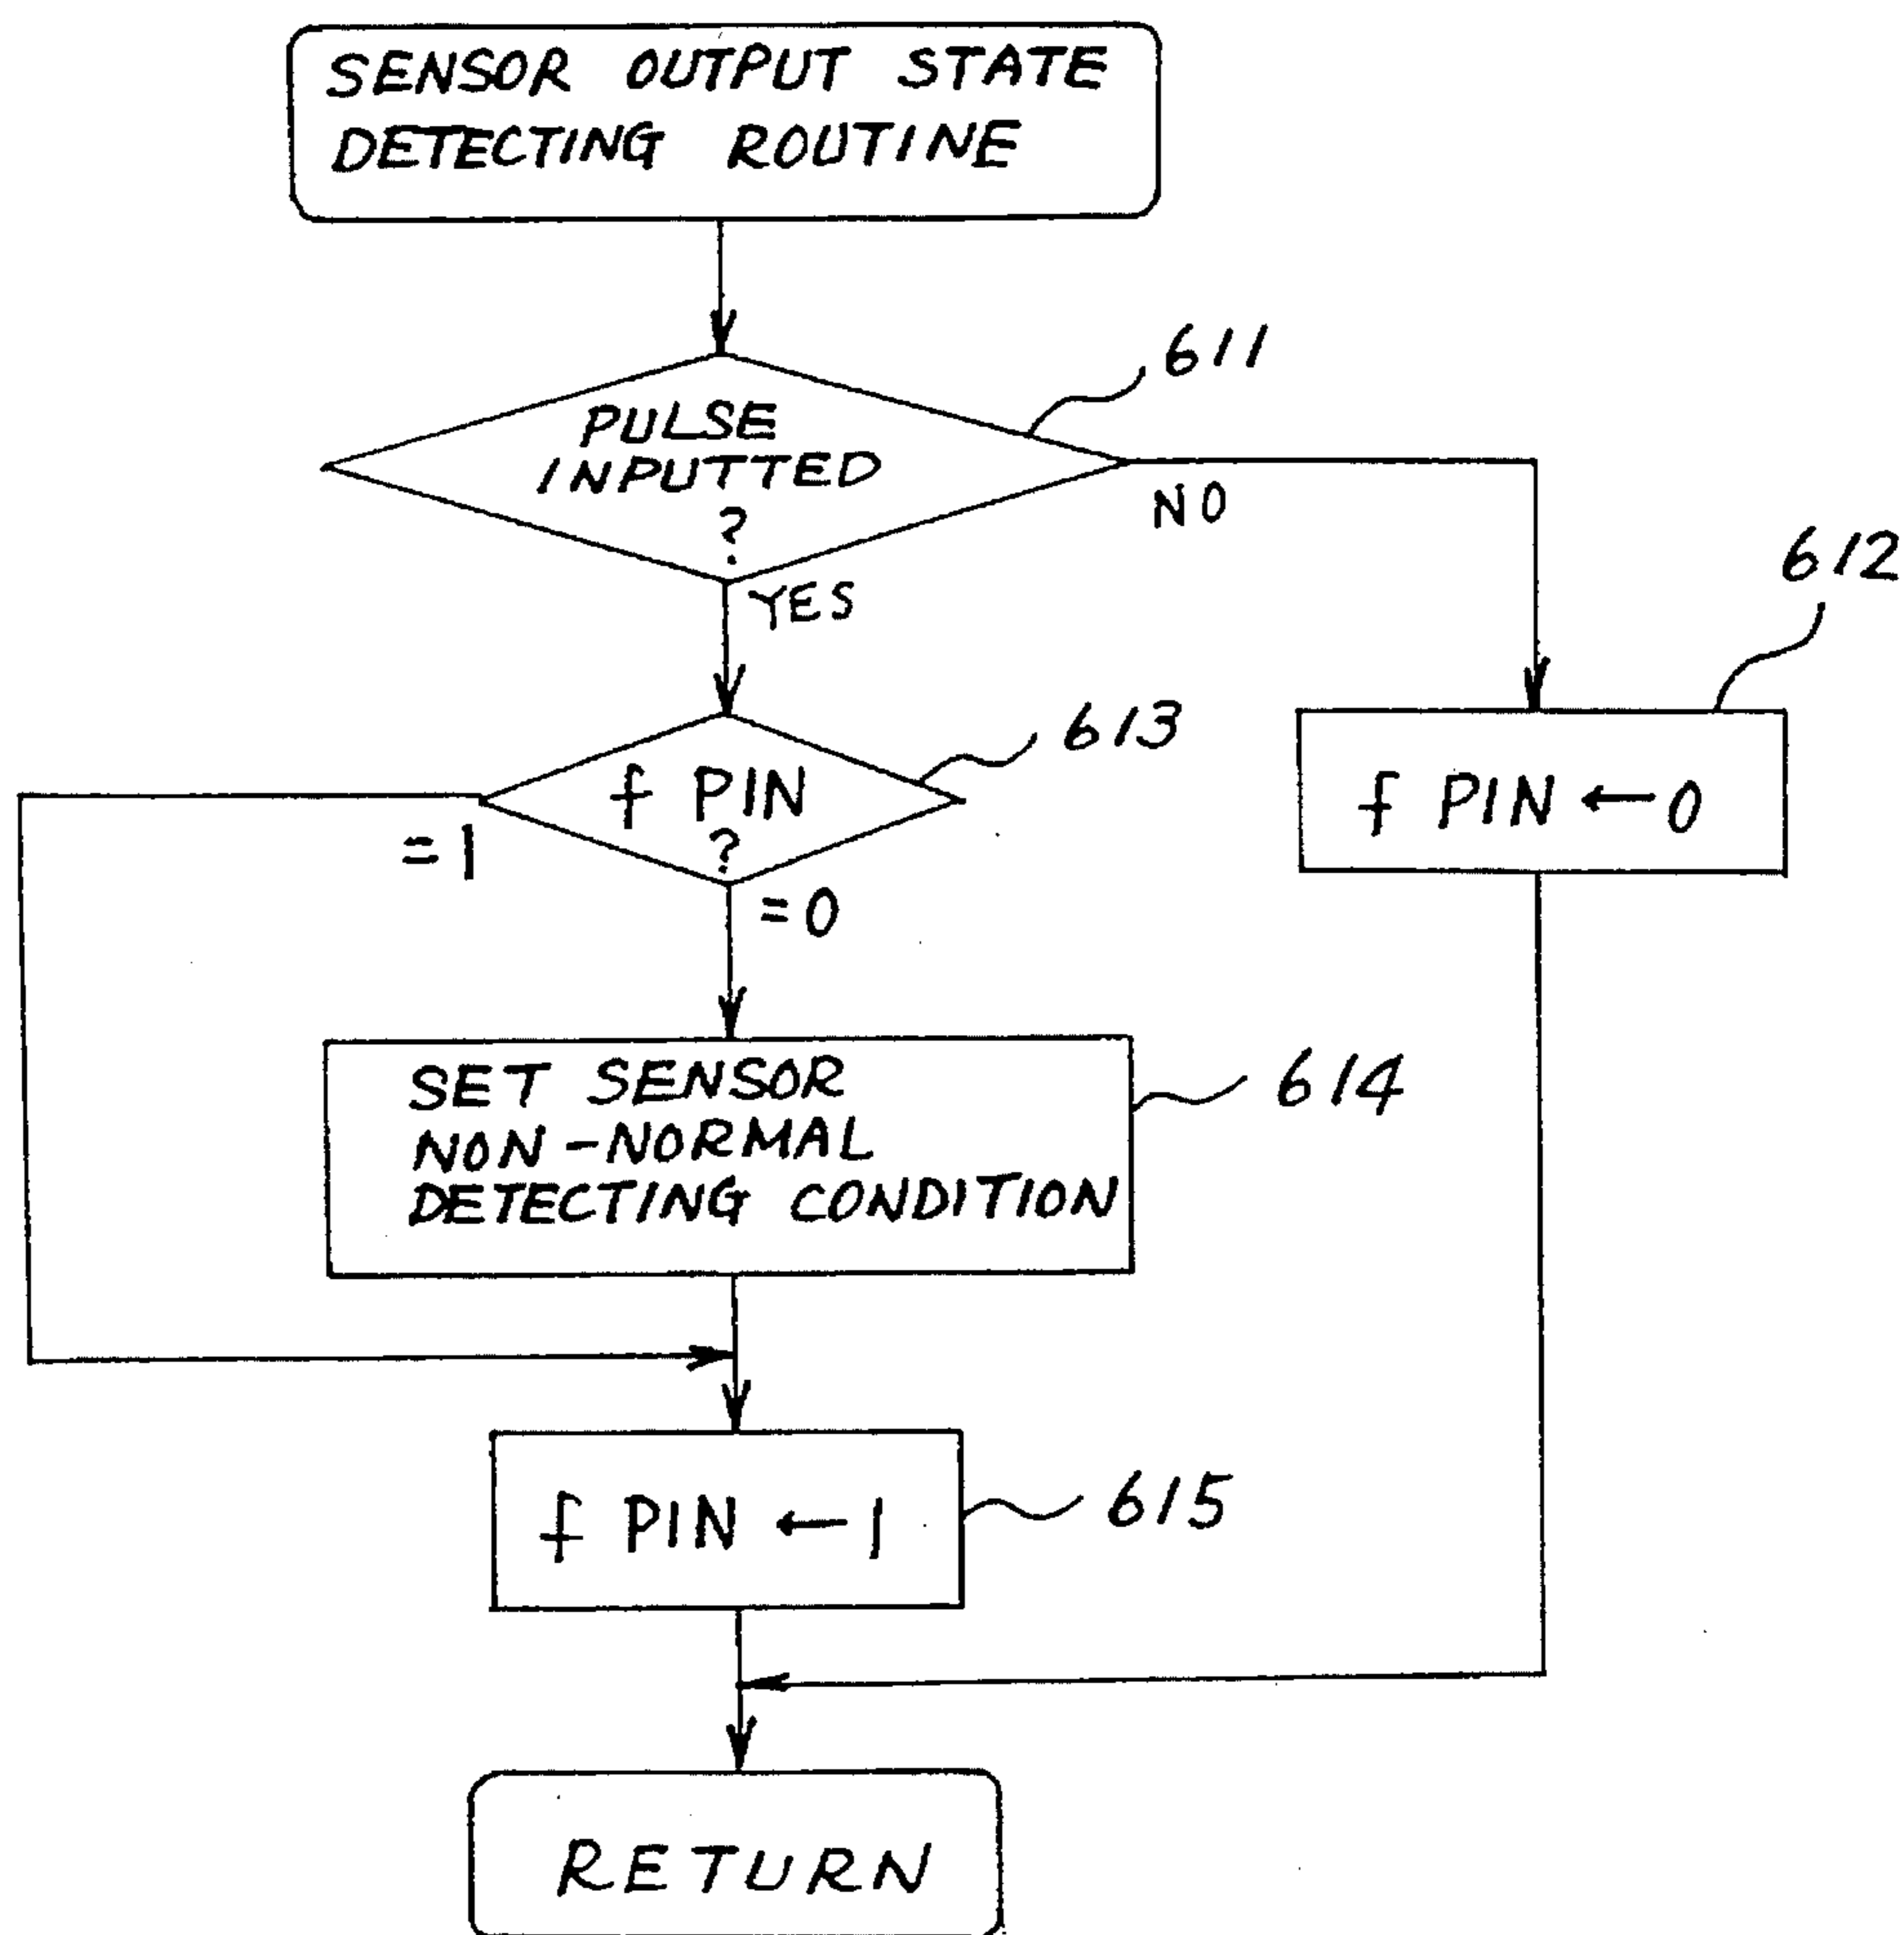 SENSOR OUTPUT STATE
DETECTING ROUTINE
611
PULSE
INPUTTED
?
NO
YES
612
613
f PIN
?
=1
=0
f PIN ← 0
SET SENSOR
NON-NORMAL
DETECTING CONDITION
614
f PIN ← 1
615
RETURN